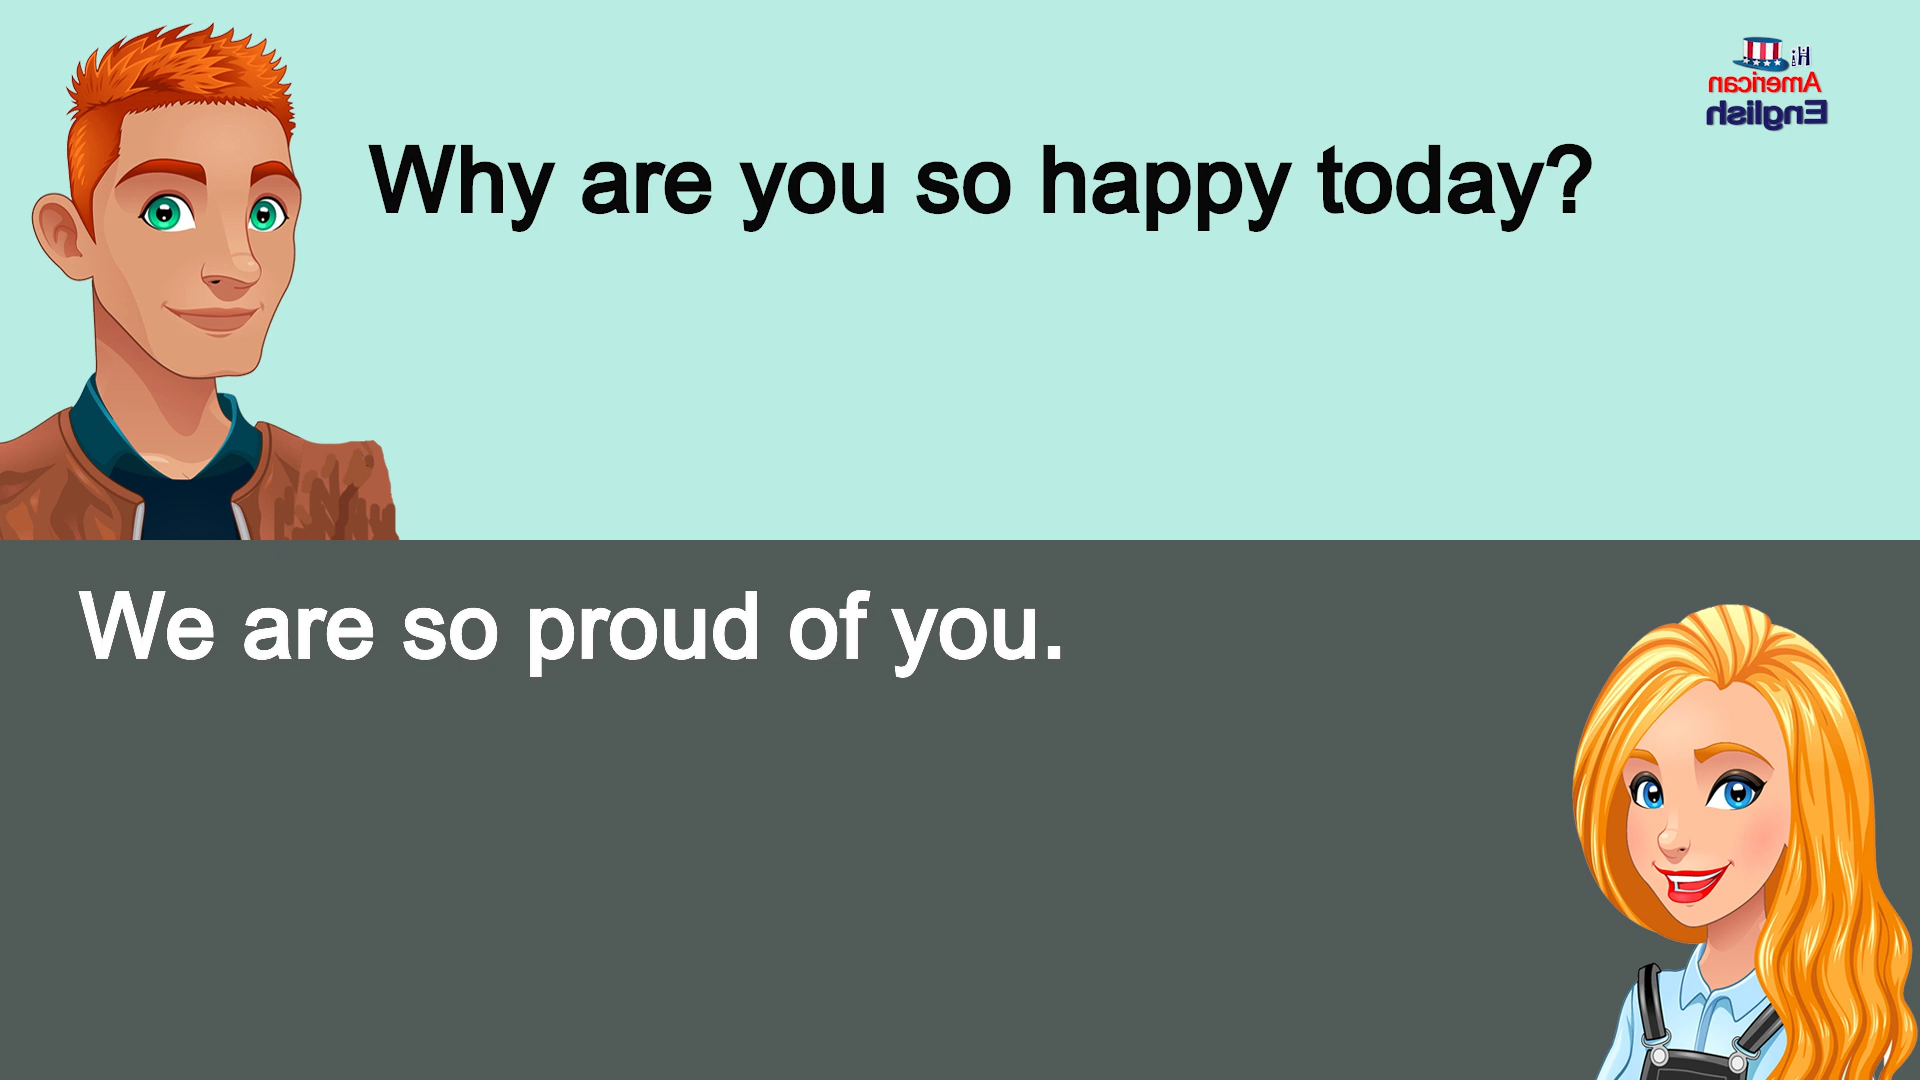 Hi
American
English
Why are you so happy today?
We are so proud of you.